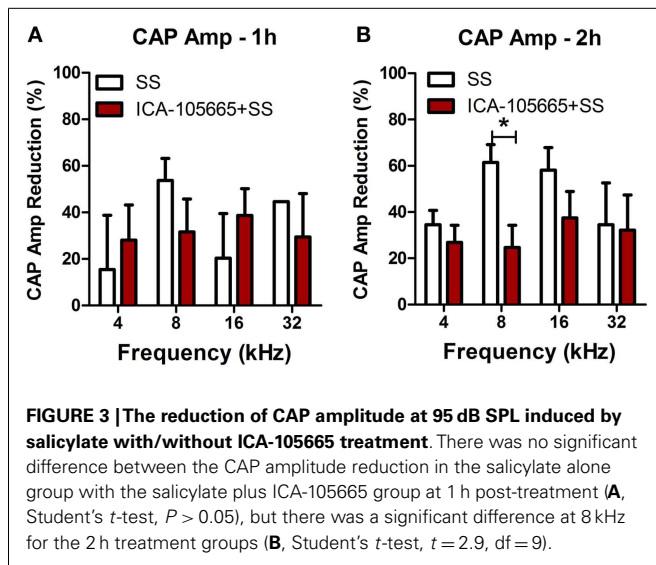 A
CAP Amp - 1h
CAP Amp Reduction (%)
100
80
60
40
20
0
SS
ICA-105665+SS
4
8
16
32
Frequency (kHz)
B
CAP Amp - 2h
CAP Amp Reduction (%)
100
80
60
40
20
0
SS
ICA-105665+SS
*
4
8
16
32
Frequency (kHz)
FIGURE 3 | The reduction of CAP amplitude at 95 dB SPL induced by
salicylate with/without ICA-105665 treatment. There was no significant
difference between the CAP amplitude reduction in the salicylate alone
group with the salicylate plus ICA-105665 group at 1 h post-treatment (A,
Student's t-test, P > 0.05), but there was a significant difference at 8 kHz
for the 2 h treatment groups (B, Student's t-test, t = 2.9, df = 9).